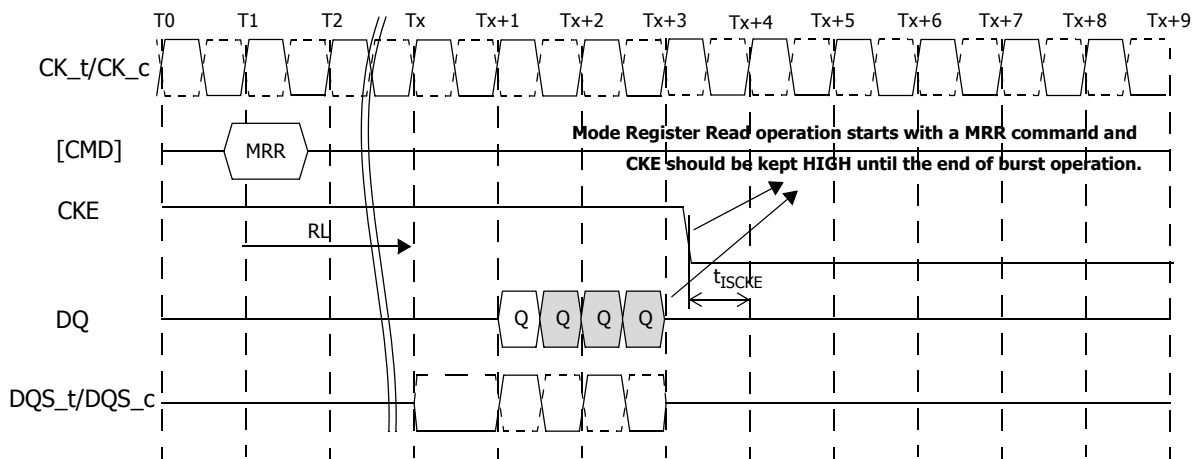 T0 T1 T2 Tx Tx+1 Tx+2 Tx+3 Tx+4 Tx+5 Tx+6 Tx+7 Tx+8 Tx+9
CK_t/CK_c
[CMD]
MRR
Mode Register Read operation starts with a MRR command and
CKE should be kept HIGH until the end of burst operation.
CKE
RL
tISCKE
DQ
Q Q Q Q
DQS_t/DQS_c